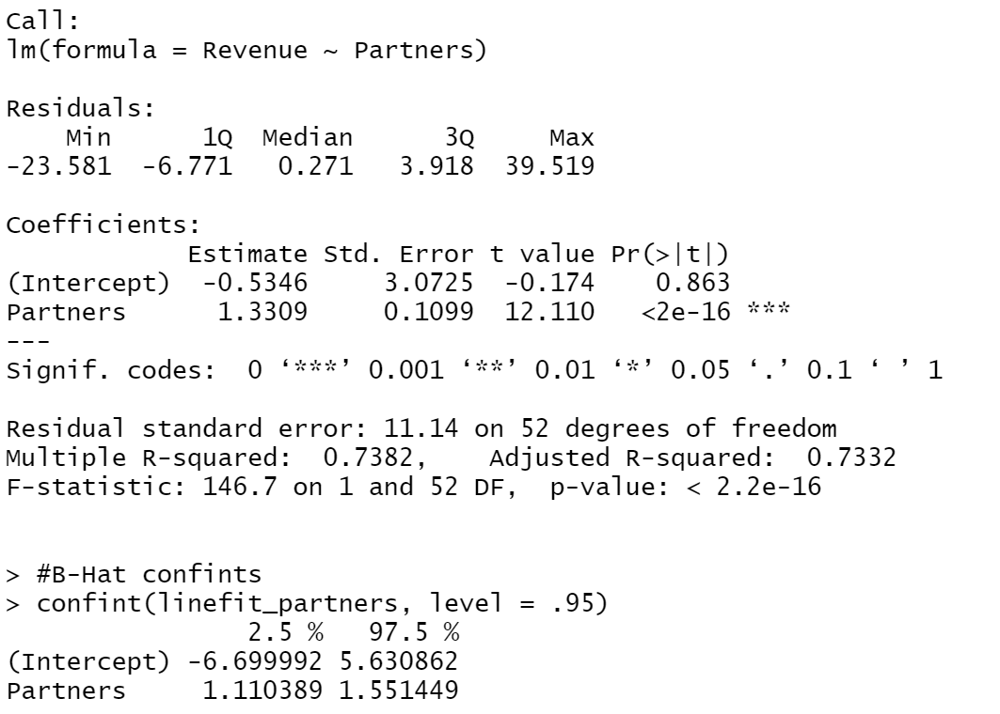 Call:
lm(formula = Revenue ~ Partners)
Residuals:
Min 1Q Median 3Q Max
-23.581 -6.771 0.271 3.918 39.519
Coefficients:
Estimate Std. Error t value Pr(>|t|)
(Intercept) -0.5346 3.0725 -0.174 0.863
Partners 1.3309 0.1099 12.110 <2e-16 ***
---
Signif. codes: 0 ‘***’ 0.001 ‘**’ 0.01 ‘*’ 0.05 ‘.’ 0.1 ‘ ’ 1
Residual standard error: 11.14 on 52 degrees of freedom
Multiple R-squared: 0.7382, Adjusted R-squared: 0.7332
F-statistic: 146.7 on 1 and 52 DF, p-value: < 2.2e-16
> #B-Hat confints
> confint(linefit_partners, level = .95)
2.5 % 97.5 %
(Intercept) -6.699992 5.630862
Partners 1.110389 1.551449